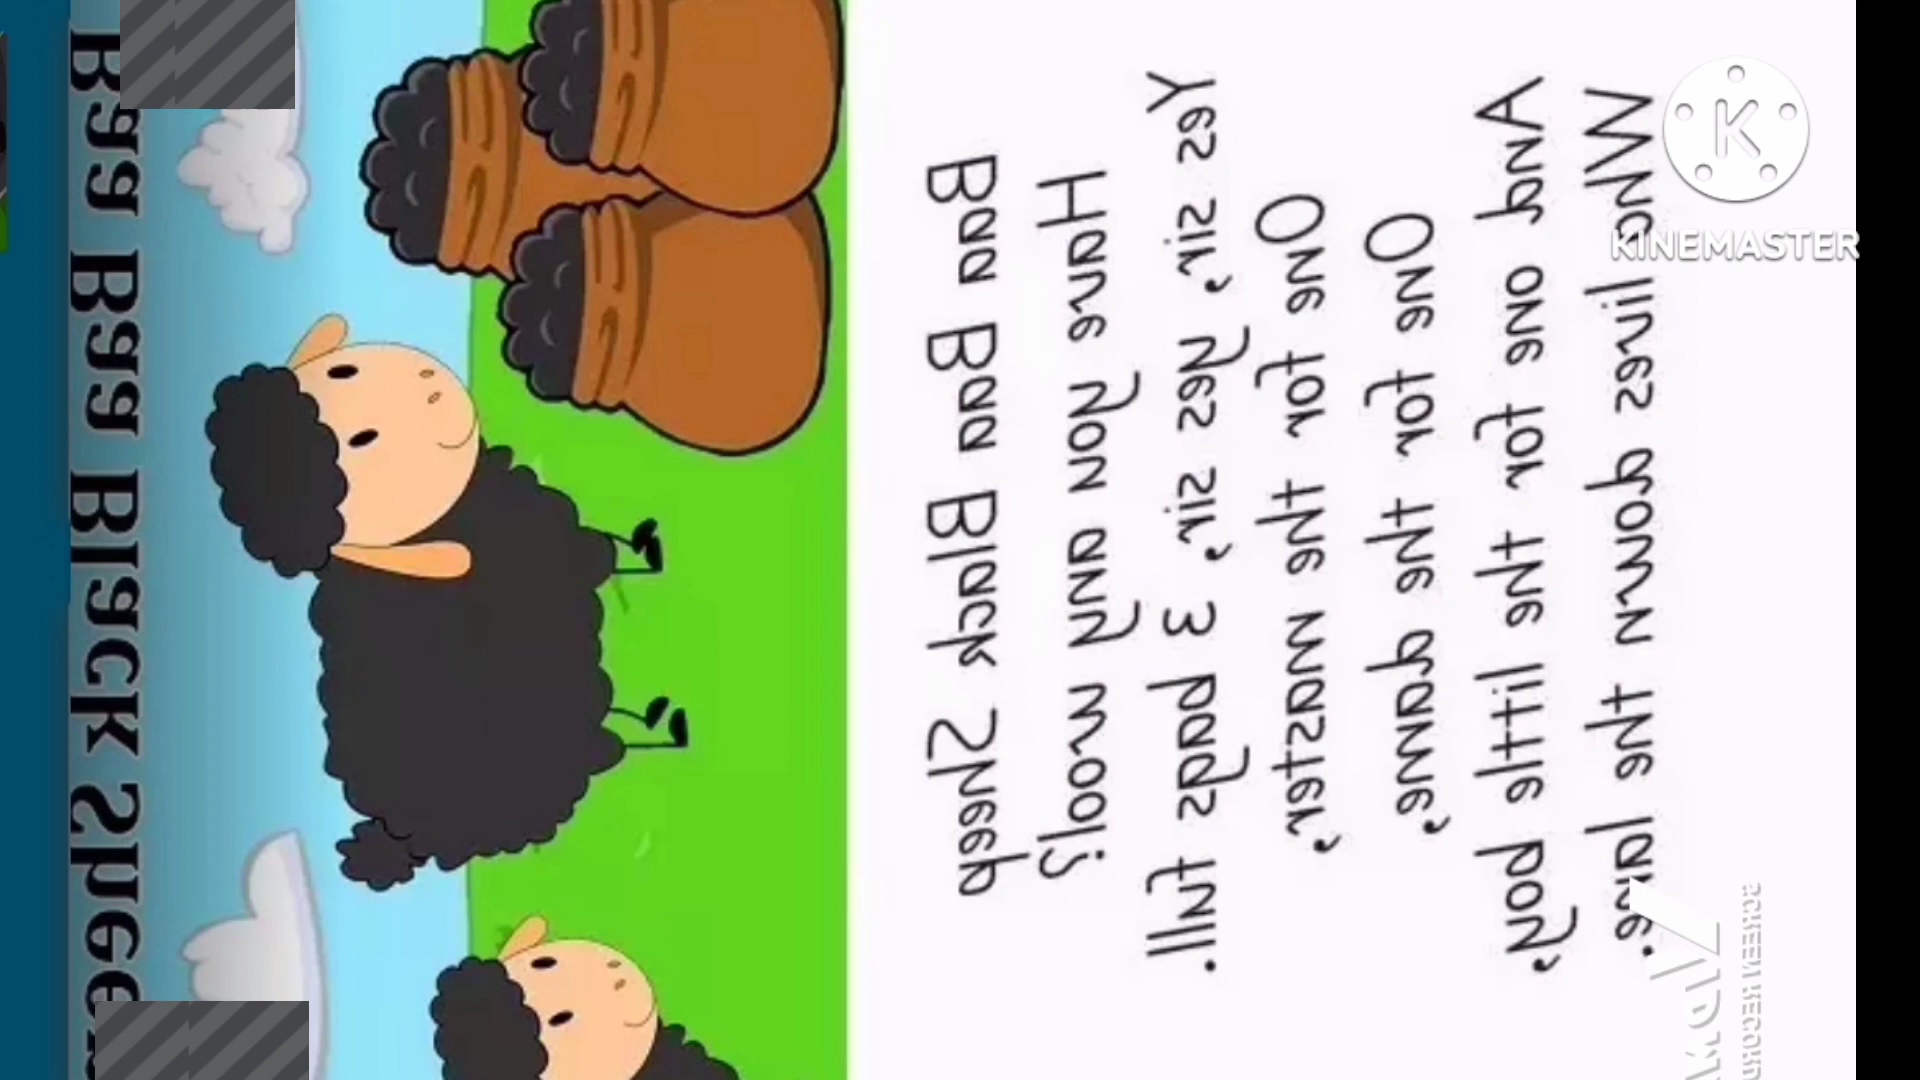 Baa Baa Black Sheep
Baa Baa Black Sheep
Have you any wool?
Yes sir, yes sir, 3 bags full.
One for the master,
One for the dame,
And one for the little boy,
Who lives down the lane.
K
KINEMASTER